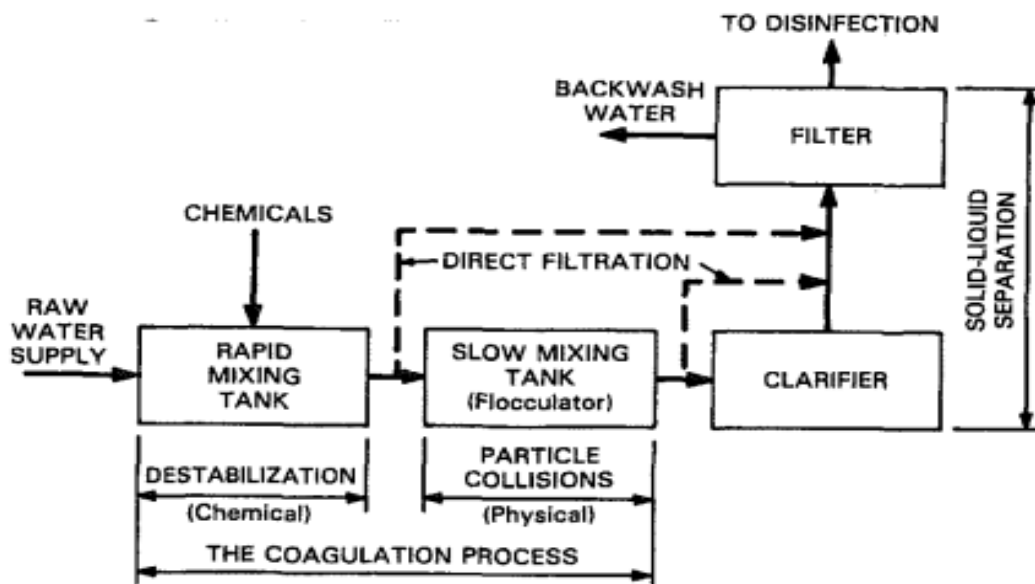 TO DISINFECTION
BACKWASH
WATER
FILTER
CHEMICALS
DIRECT FILTRATION
SOLID-LIQUID
SEPARATION
RAW
WATER
SUPPLY
RAPID
MIXING
TANK
SLOW MIXING
TANK
(Flocculator)
CLARIFIER
DESTABILIZATION
(Chemical)
PARTICLE
COLLISIONS
(Physical)
THE COAGULATION PROCESS